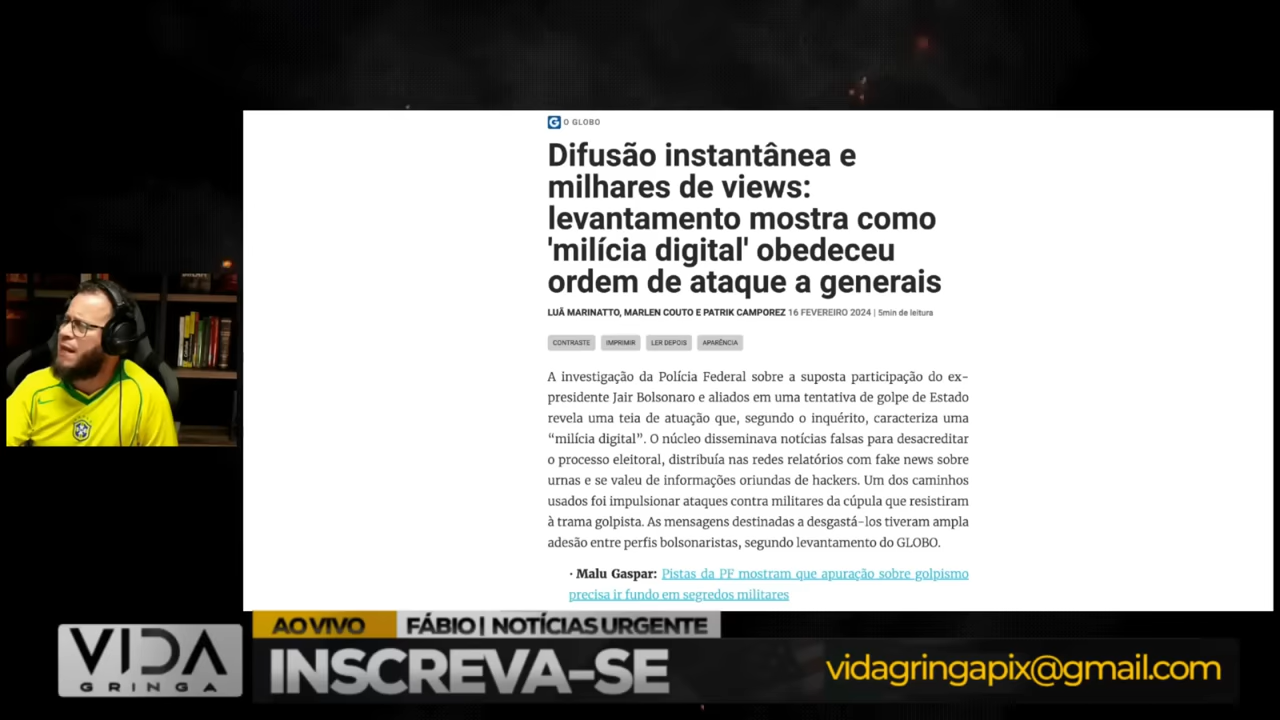 O GLOBO
Difusão instantânea e
milhares de views:
levantamento mostra como
'milícia digital' obedeceu
ordem de ataque a generais
LUÃ MARINATTO, MARLEN COUTO E PATRIK CAMPOREZ 16 FEVEREIRO 2024 | 5min de leitura
CONTRASTE IMPRIMIR LER DEPOIS APARÊNCIA
A investigação da Polícia Federal sobre a suposta participação do ex-
presidente Jair Bolsonaro e aliados em uma tentativa de golpe de Estado
revela uma teia de atuação que, segundo o inquérito, caracteriza uma
“milícia digital”. O núcleo disseminava notícias falsas para desacreditar
o processo eleitoral, distribuía nas redes relatórios com fake news sobre
urnas e se valeu de informações oriundas de hackers. Um dos caminhos
usados foi impulsionar ataques contra militares da cúpula que resistiram
à trama golpista. As mensagens destinadas a desgastá-los tiveram ampla
adesão entre perfis bolsonaristas, segundo levantamento do GLOBO.
· Malu Gaspar: Pistas da PF mostram que apuração sobre golpismo
precisa ir fundo em segredos militares
AO VIVO FÁBIO | NOTÍCIAS URGENTE
VIDA
GRINGA
INSCREVA-SE
vidagringapix@gmail.com